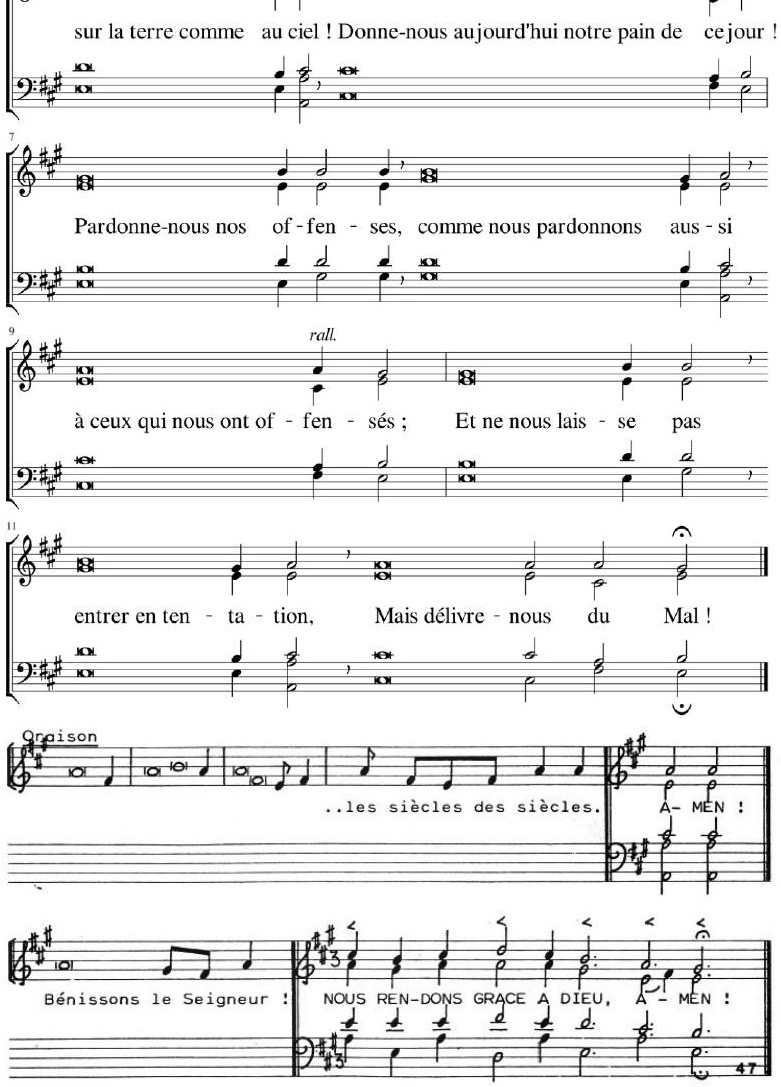 sur la terre comme au ciel ! Donne-nous aujourd'hui notre pain de ce jour !
7
Pardonne-nous nos of - fen - ses, comme nous pardonnons aus - si
9
rall.
à ceux qui nous ont of - fen - sés ; Et ne nous lais - se pas
11
entrer en ten - ta - tion, Mais délivre - nous du Mal !
Oraison
..les siècles des siècles. A- MEN !
3
Bénissons le Seigneur ! NOUS REN-DONS GRACE A DIEU, A - MEN !
3
47